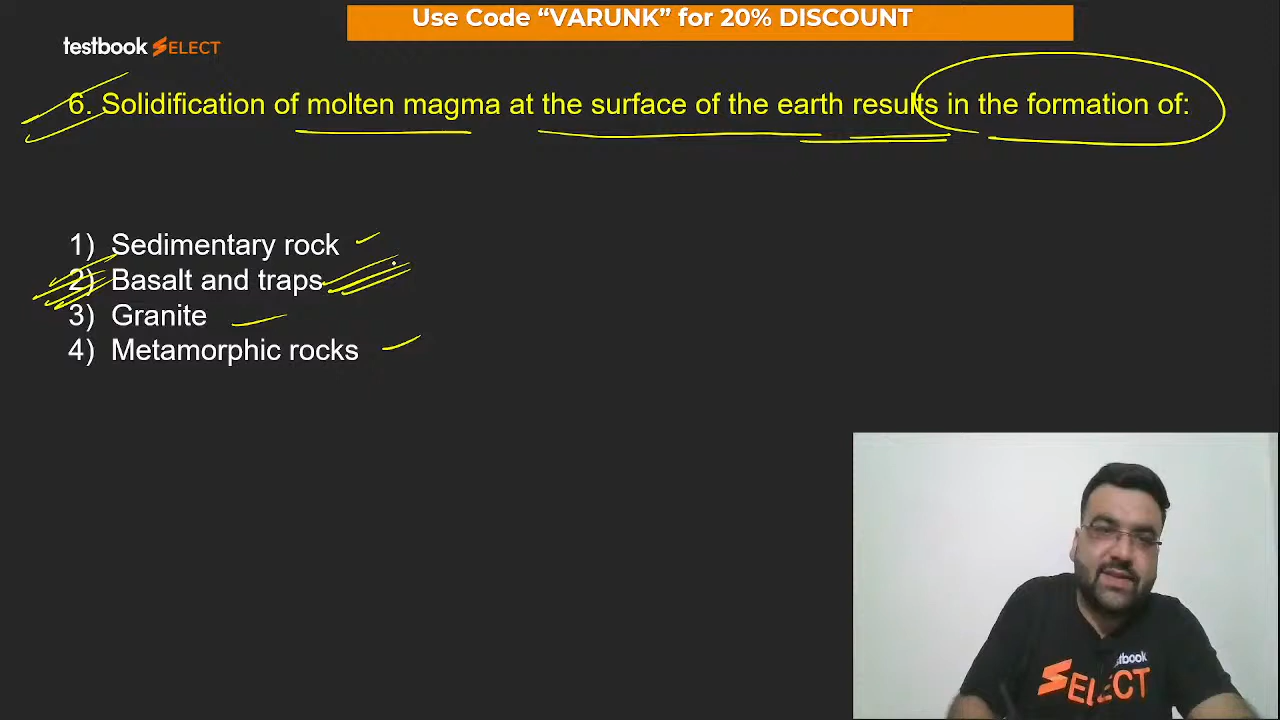 Use Code “VARUNK” for 20% DISCOUNT
testbook SELECT
6. Solidification of molten magma at the surface of the earth results in the formation of:
1) Sedimentary rock
2) Basalt and traps
3) Granite
4) Metamorphic rocks
testbook
SELECT